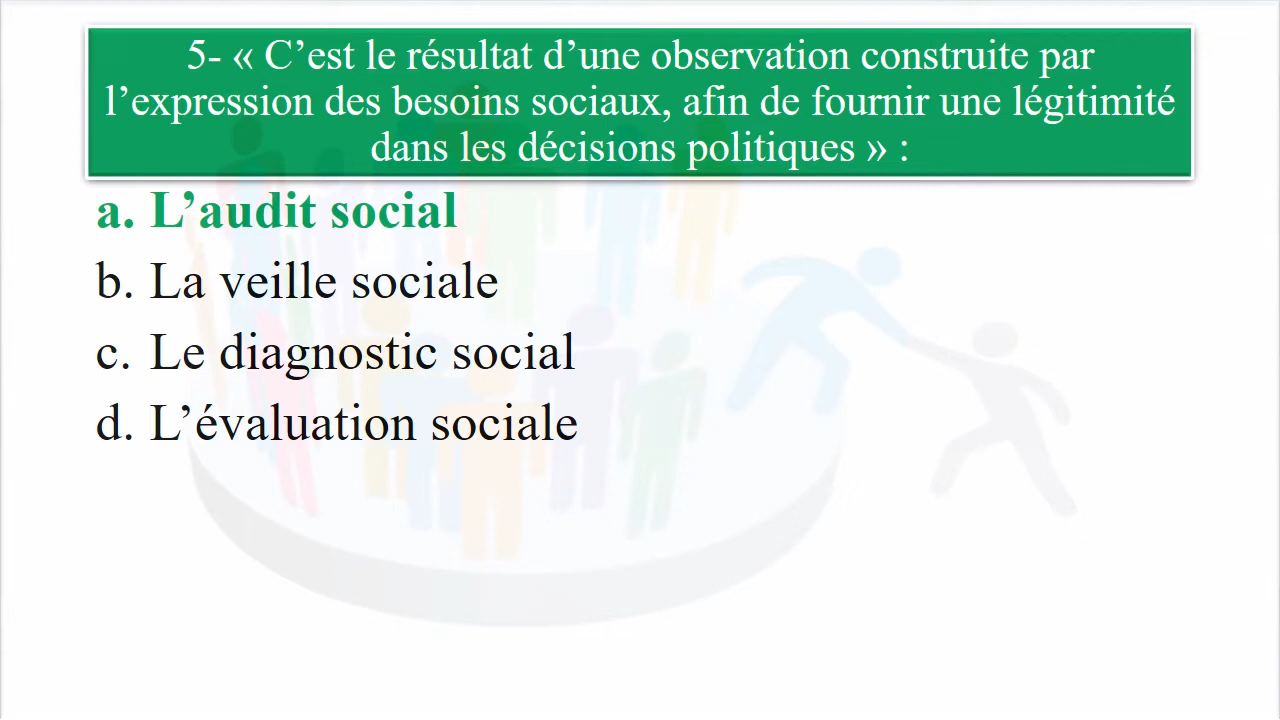 5- « C’est le résultat d’une observation construite par
l’expression des besoins sociaux, afin de fournir une légitimité
dans les décisions politiques » :
a. L’audit social
b. La veille sociale
c. Le diagnostic social
d. L’évaluation sociale